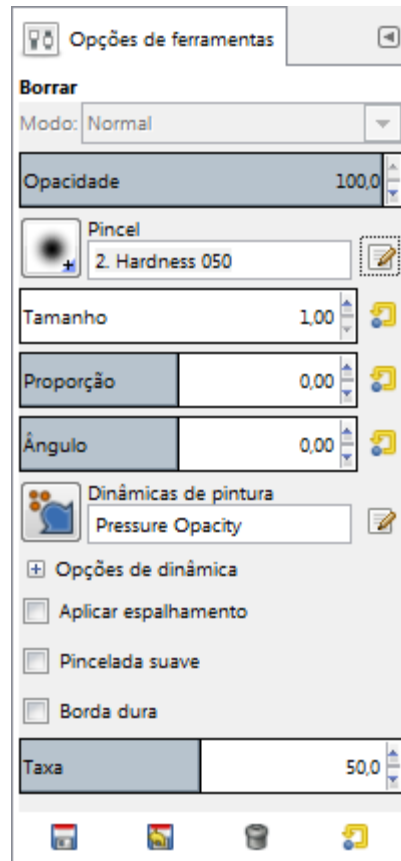 Opções de ferramentas
Borrar
Modo: Normal
Opacidade 100,0
Pincel
2. Hardness 050
Tamanho 1,00
Proporção 0,00
Ângulo 0,00
Dinâmicas de pintura
Pressure Opacity
Opções de dinâmica
Aplicar espalhamento
Pincelada suave
Borda dura
Taxa 50,0